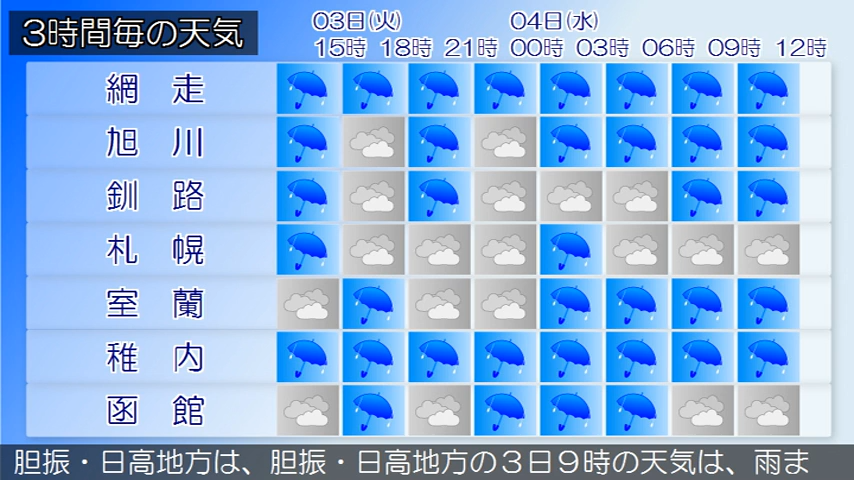 3時間毎の天気
03日(火) 04日(水)
15時 18時 21時 00時 03時 06時 09時 12時
網走
旭川
釧路
札幌
室蘭
稚内
函館
胆振・日高地方は、胆振・日高地方の３日９時の天気は、雨ま